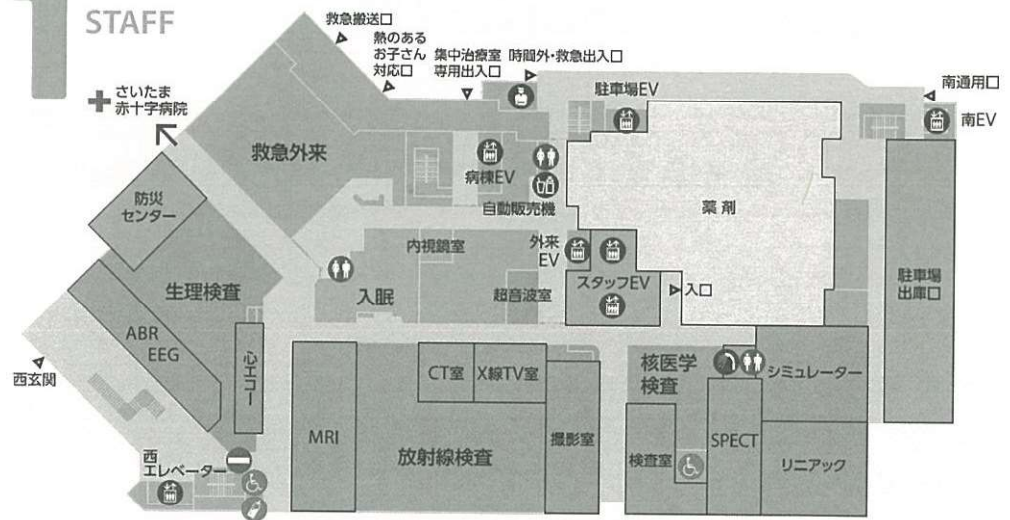 1
STAFF
さいたま
赤十字病院
救急搬送口
熱のある
お子さん
対応口
集中治療室
専用出入口
時間外・救急出入口
駐車場EV
南通用口
南EV
救急外来
病棟EV
自動販売機
薬剤
防災
センター
内視鏡室
外来
EV
スタッフEV
入口
駐車場
出庫口
生理検査
入眠
超音波室
ABR
EEG
心エコー
西玄関
CT室
X線TV室
核医学
検査
シミュレーター
MRI
放射線検査
撮影室
検査室
SPECT
リニアック
西
エレベーター